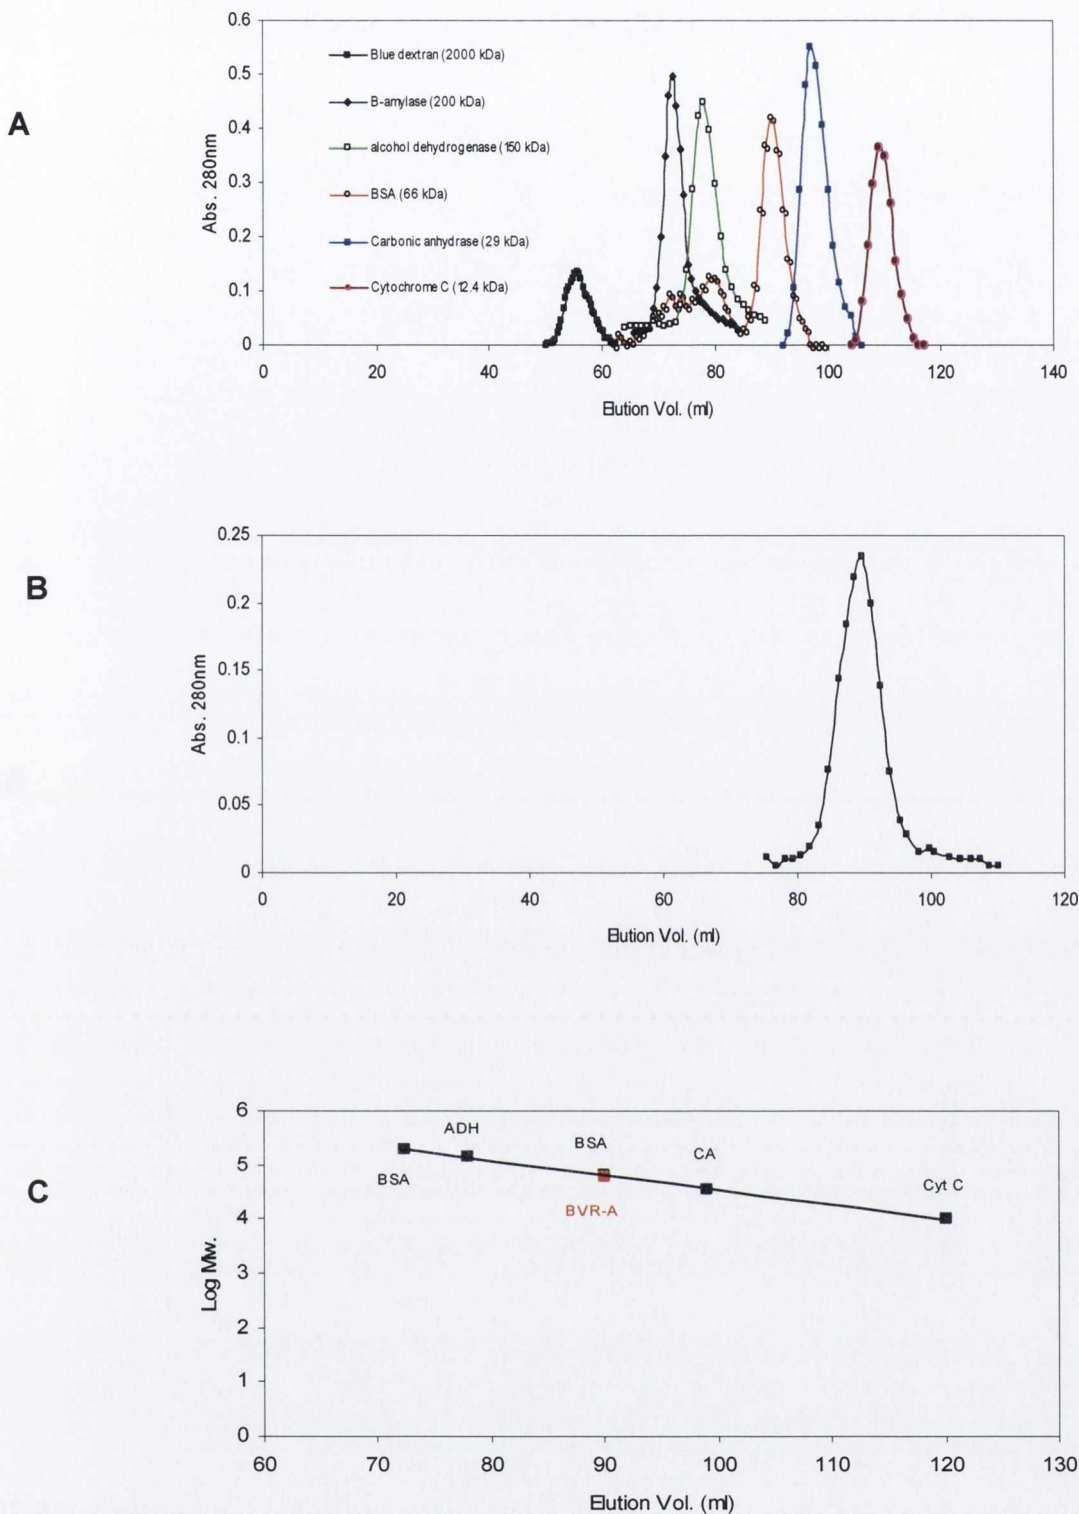 A
0.6
0.5
0.4
0.3
0.2
0.1
0
Abs. 280nm
Blue dextran (2000 kDa)
B-amylase (200 kDa)
alcohol dehydrogenase (150 kDa)
BSA (66 kDa)
Carbonic anhydrase (29 kDa)
Cytochrome C (12.4 kDa)
0 20 40 60 80 100 120 140
Elution Vol. (ml)
B
0.25
0.2
0.15
0.1
0.05
0
Abs. 280nm
0 20 40 60 80 100 120
Elution Vol. (ml)
C
6
5
4
3
2
1
0
Log Mw.
ADH
BSA
CA
Cyt C
BSA
BVR-A
60 70 80 90 100 110 120 130
Elution Vol. (ml)